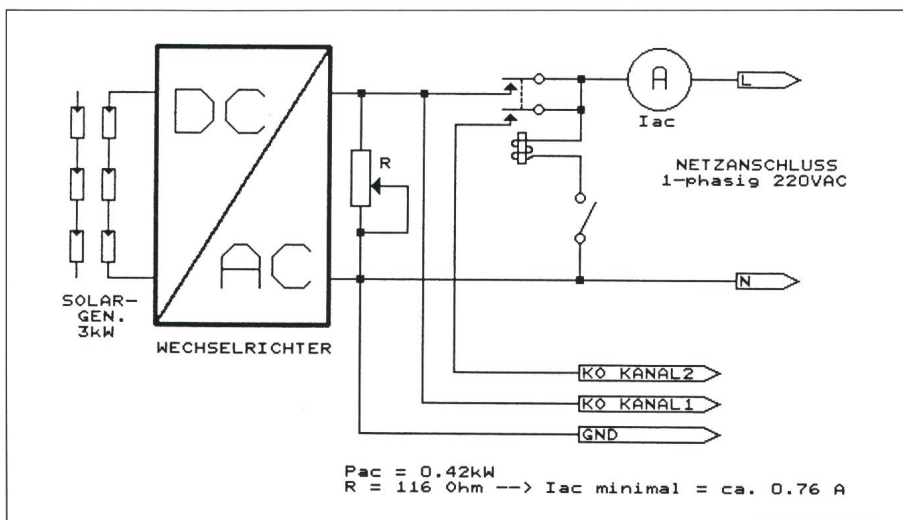 DC
AC
R
A
Iac
L
NETZANSCHLUSS
1-phasig 220VAC
N
SOLAR-
GEN.
3kW
WECHSELRICHTER
KO KANAL2
KO KANAL1
GND
Pac = 0.42kW
R = 116 Ohm --> Iac minimal = ca. 0.76 A